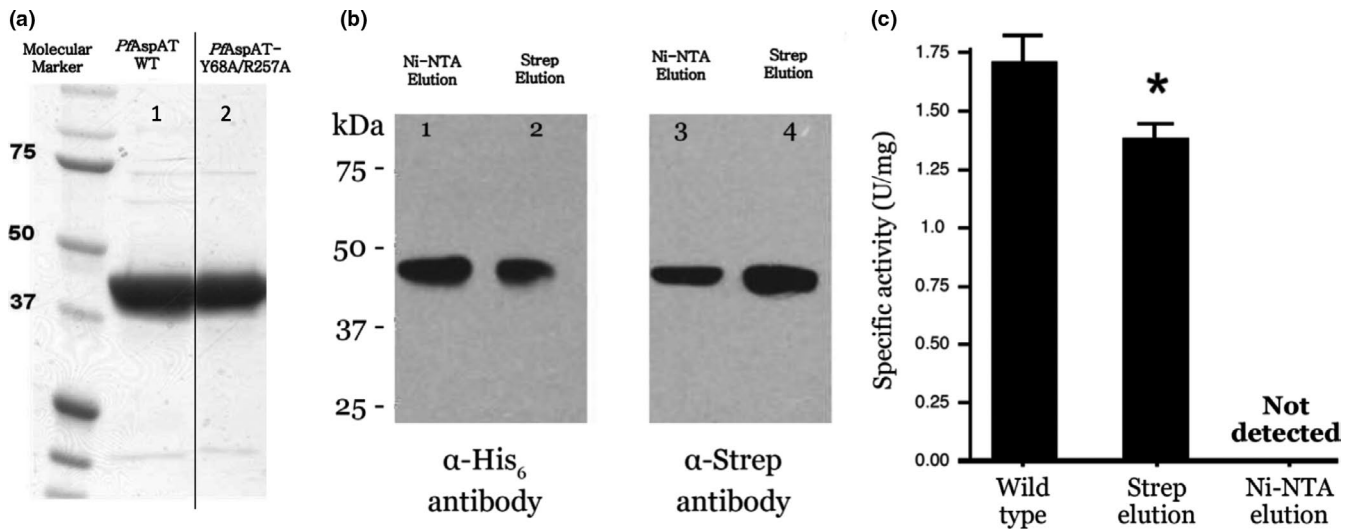 (a)
Molecular
Marker
PfAspAT
WT
PfAspAT-
Y68A/R257A
1
2
75
50
37
(b)
Ni-NTA
Elution
Strep
Elution
Ni-NTA
Elution
Strep
Elution
kDa
1
2
3
4
75 -
50 -
37 -
25 -
α-His6
antibody
α-Strep
antibody
(c)
Specific activity (U/mg)
1.75
1.50
1.25
1.0
0.75
0.50
0.25
0.00
*
Not
detected
Wild
type
Strep
elution
Ni-NTA
elution